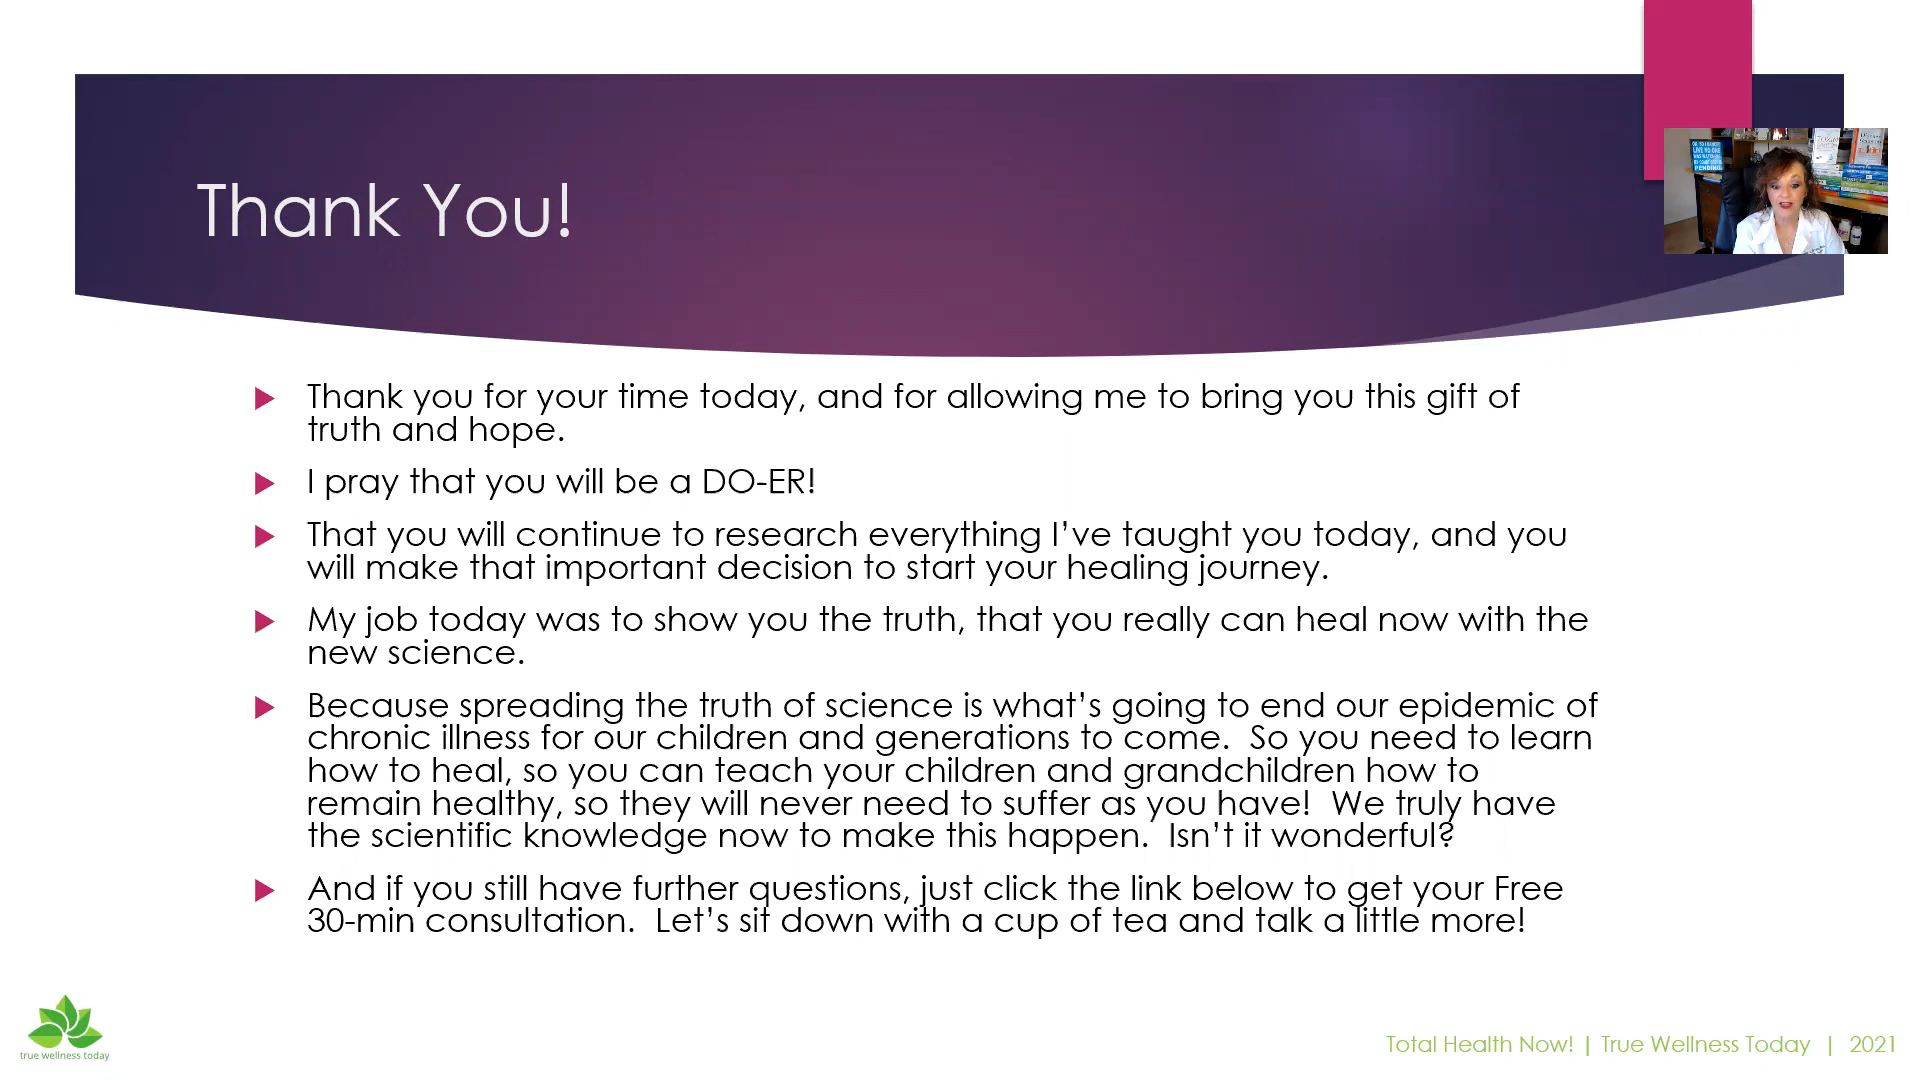 Thank You!
Thank you for your time today, and for allowing me to bring you this gift of
truth and hope.
I pray that you will be a DO-ER!
That you will continue to research everything I’ve taught you today, and you
will make that important decision to start your healing journey.
My job today was to show you the truth, that you really can heal now with the
new science.
Because spreading the truth of science is what’s going to end our epidemic of
chronic illness for our children and generations to come.  So you need to learn
how to heal, so you can teach your children and grandchildren how to
remain healthy, so they will never need to suffer as you have!  We truly have
the scientific knowledge now to make this happen.  Isn’t it wonderful?
And if you still have further questions, just click the link below to get your Free
30-min consultation.  Let’s sit down with a cup of tea and talk a little more!
true wellness today
Total Health Now! | True Wellness Today | 2021
PENDING